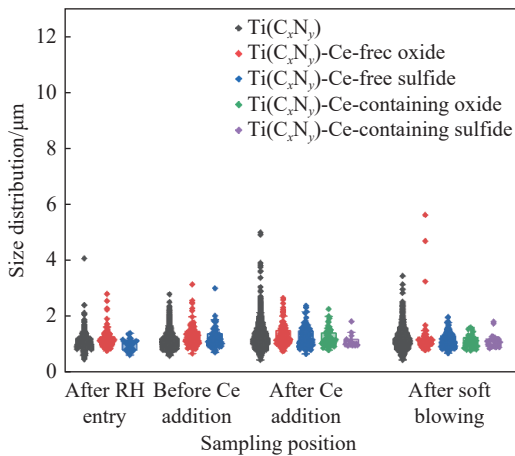 12
10
8
6
4
2
0
Size distribution/μm
Ti(CxNy)
Ti(CxNy)-Ce-frec oxide
Ti(CxNy)-Ce-free sulfide
Ti(CxNy)-Ce-containing oxide
Ti(CxNy)-Ce-containing sulfide
After RH
entry
Before Ce
addition
After Ce
addition
After soft
blowing
Sampling position